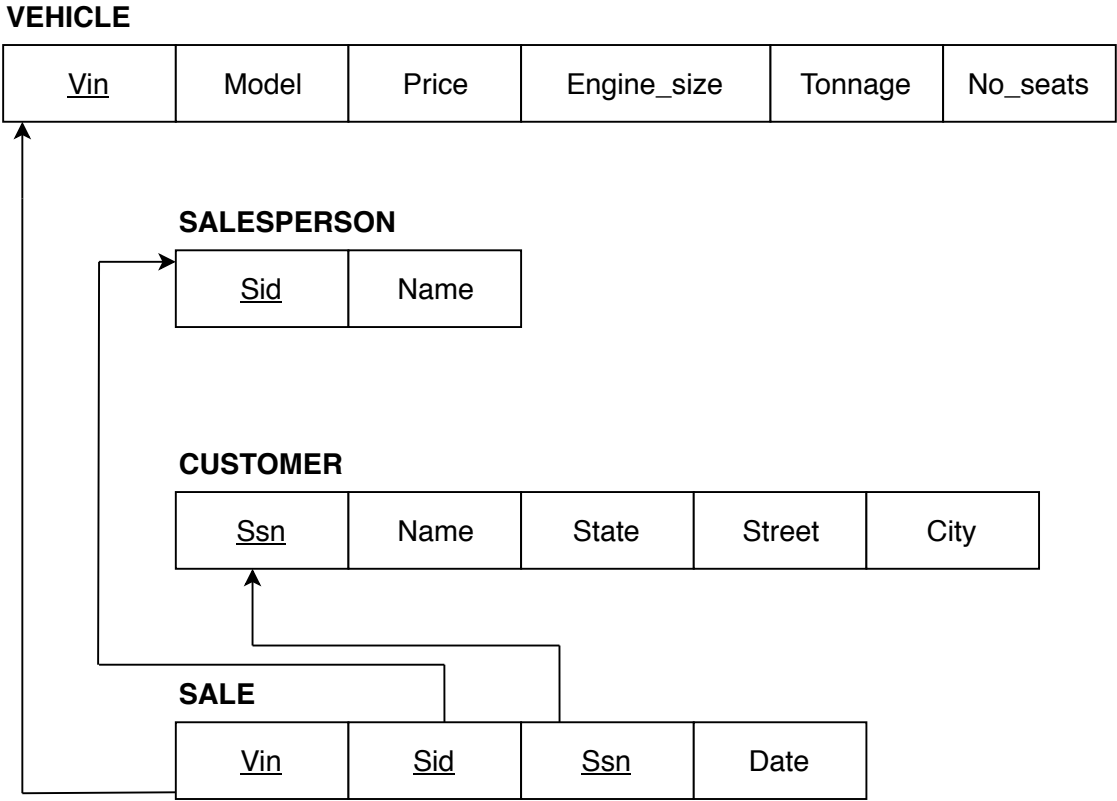 VEHICLE
Vin Model Price Engine_size Tonnage No_seats
SALESPERSON
Sid Name
CUSTOMER
Ssn Name State Street City
SALE
Vin Sid Ssn Date